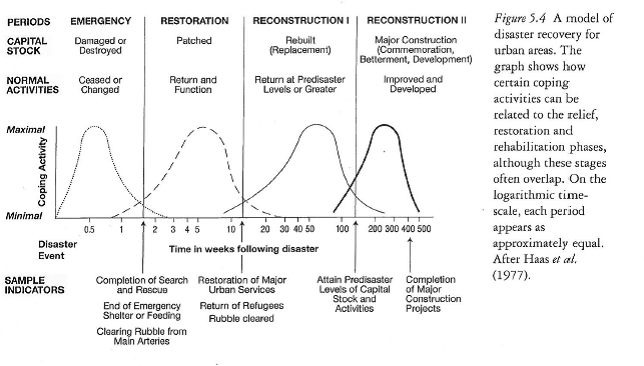 PERIODS EMERGENCY RESTORATION RECONSTRUCTION I RECONSTRUCTION II
CAPITAL STOCK
Damaged or
Destroyed
Patched
Rebuilt
(Replacement)
Major Construction
(Commemoration,
Betterment, Development)
NORMAL
ACTIVITIES
Ceased or
Changed
Return and
Function
Return at Predisaster
Levels or Greater
Improved and
Developed
Maximal
Coping Activity
Minimal
0.5 1 2 3 4 5 10 20 30 40 50 100 200 300 400 500
Disaster
Event
Time in weeks following disaster
SAMPLE
INDICATORS
Completion of Search
and Rescue
End of Emergency
Shelter or Feeding
Clearing Rubble from
Main Arteries
Restoration of Major
Urban Services
Return of Refugees
Rubble cleared
Attain Predisaster
Levels of Capital
Stock and
Activities
Completion
of Major
Construction
Projects
Figure 5.4 A model of
disaster recovery for
urban areas. The
graph shows how
certain coping
activities can be
related to the relief,
restoration and
rehabilitation phases,
although these stages
often overlap. On the
logarithmic time-
scale, each period
appears as
approximately equal.
After Haas et al.
(1977).